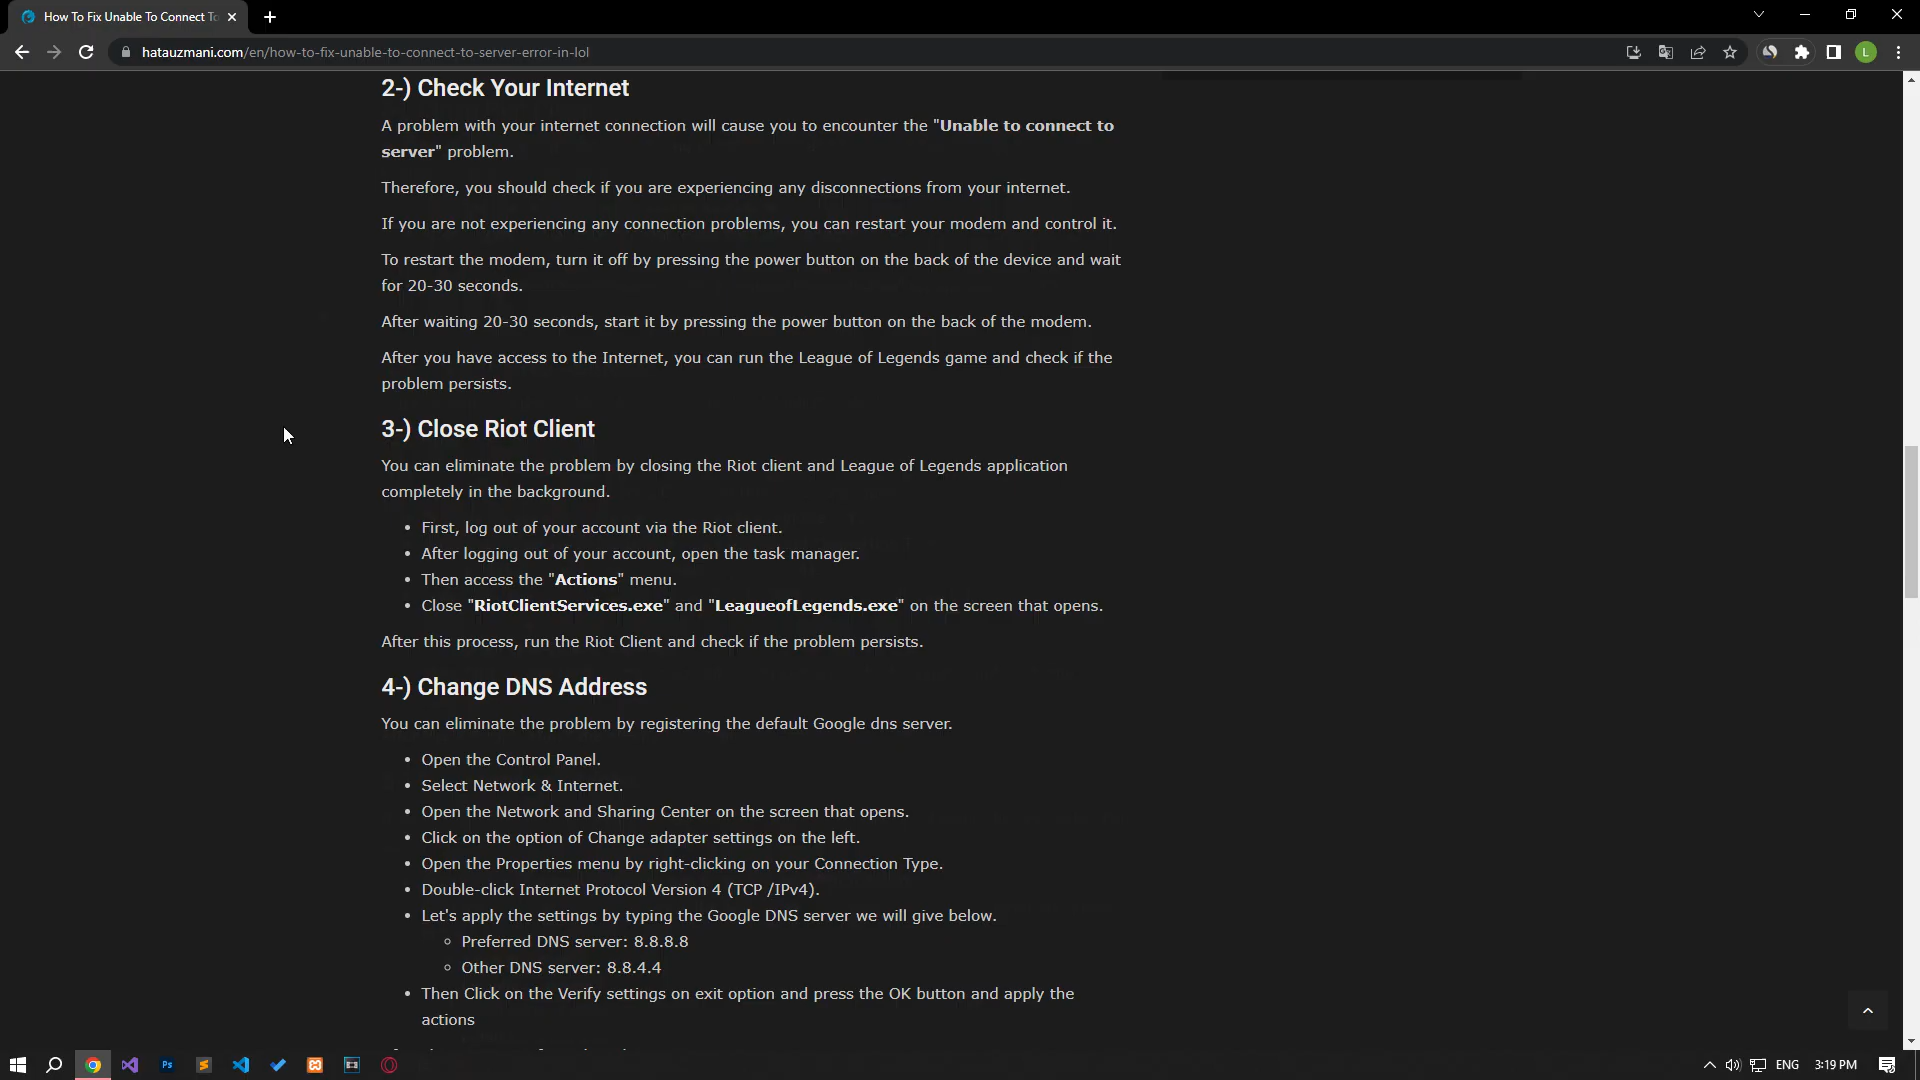 How To Fix Unable To Connect To
hatauzmani.com/en/how-to-fix-unable-to-connect-to-server-error-in-lol
L
2-) Check Your Internet
A problem with your internet connection will cause you to encounter the "Unable to connect to
server" problem.
Therefore, you should check if you are experiencing any disconnections from your internet.
If you are not experiencing any connection problems, you can restart your modem and control it.
To restart the modem, turn it off by pressing the power button on the back of the device and wait
for 20-30 seconds.
After waiting 20-30 seconds, start it by pressing the power button on the back of the modem.
After you have access to the Internet, you can run the League of Legends game and check if the
problem persists.
3-) Close Riot Client
You can eliminate the problem by closing the Riot client and League of Legends application
completely in the background.
• First, log out of your account via the Riot client.
• After logging out of your account, open the task manager.
• Then access the "Actions" menu.
• Close "RiotClientServices.exe" and "LeagueofLegends.exe" on the screen that opens.
After this process, run the Riot Client and check if the problem persists.
4-) Change DNS Address
You can eliminate the problem by registering the default Google dns server.
• Open the Control Panel.
• Select Network & Internet.
• Open the Network and Sharing Center on the screen that opens.
• Click on the option of Change adapter settings on the left.
• Open the Properties menu by right-clicking on your Connection Type.
• Double-click Internet Protocol Version 4 (TCP /IPv4).
• Let's apply the settings by typing the Google DNS server we will give below.
◦ Preferred DNS server: 8.8.8.8
◦ Other DNS server: 8.8.4.4
• Then Click on the Verify settings on exit option and press the OK button and apply the
actions
Ps
ENG
3:19 PM